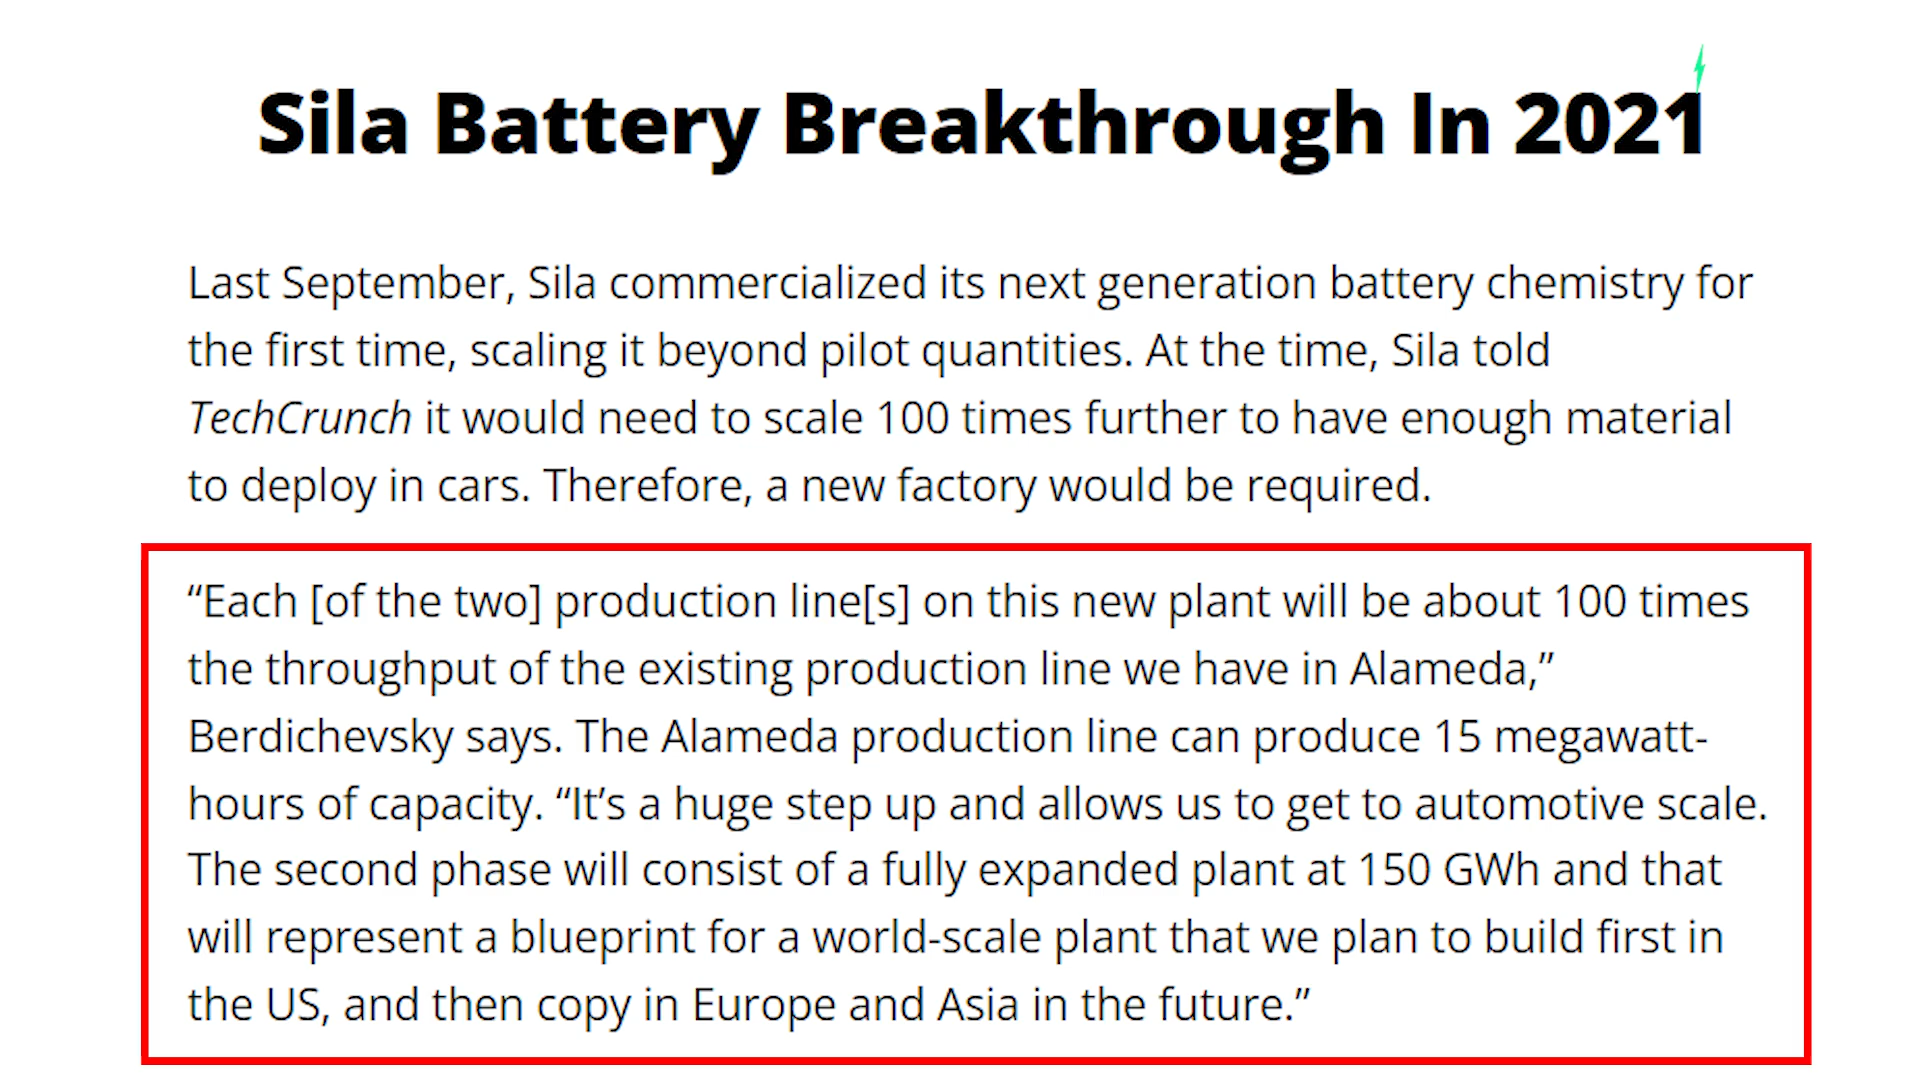 Sila Battery Breakthrough In 2021
Last September, Sila commercialized its next generation battery chemistry for
the first time, scaling it beyond pilot quantities. At the time, Sila told
TechCrunch it would need to scale 100 times further to have enough material
to deploy in cars. Therefore, a new factory would be required.
“Each [of the two] production line[s] on this new plant will be about 100 times
the throughput of the existing production line we have in Alameda,”
Berdichevsky says. The Alameda production line can produce 15 megawatt-
hours of capacity. “It’s a huge step up and allows us to get to automotive scale.
The second phase will consist of a fully expanded plant at 150 GWh and that
will represent a blueprint for a world-scale plant that we plan to build first in
the US, and then copy in Europe and Asia in the future.”